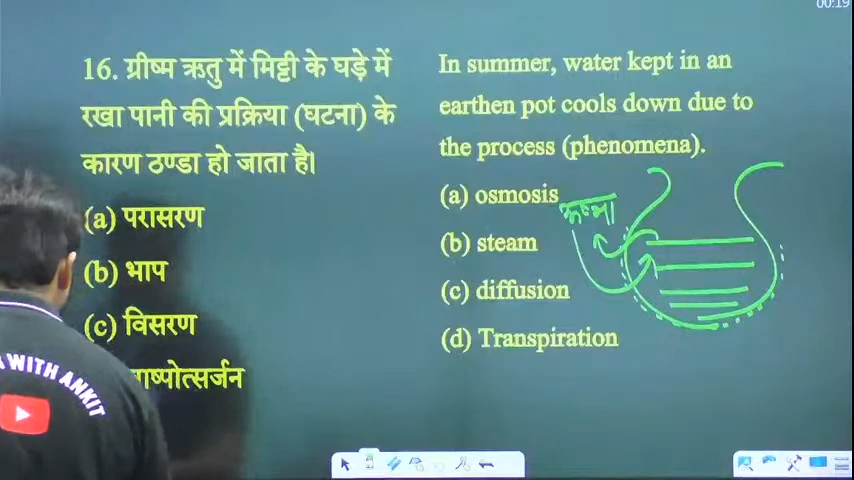 00:19
16. ग्रीष्म ऋतु में मिट्टी के घड़े में
रखा पानी की प्रक्रिया (घटना) के
कारण ठण्डा हो जाता है।
(a) परासरण
(b) भाप
(c) विसरण
वाष्पोत्सर्जन
In summer, water kept in an
earthen pot cools down due to
the process (phenomena).
(a) osmosis
(b) steam
(c) diffusion
(d) Transpiration
ऊष्मा
WITH ANKIT